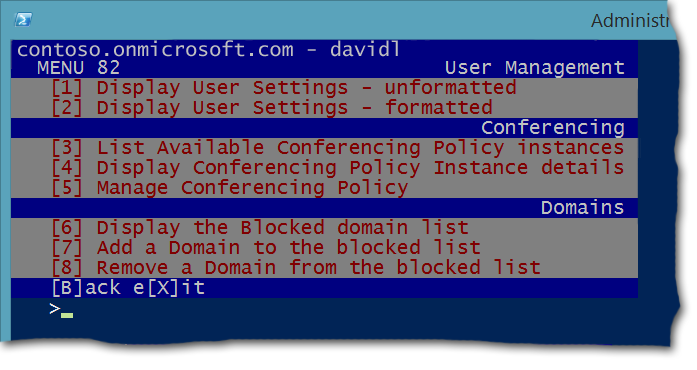 Administr
contoso.onmicrosoft.com - davidl
MENU 82 User Management
[1] Display User Settings - unformatted
[2] Display User Settings - formatted
Conferencing
[3] List Available Conferencing Policy instances
[4] Display Conferencing Policy Instance details
[5] Manage Conferencing Policy
Domains
[6] Display the Blocked domain list
[7] Add a Domain to the blocked list
[8] Remove a Domain from the blocked list
[B]ack e[X]it
>_